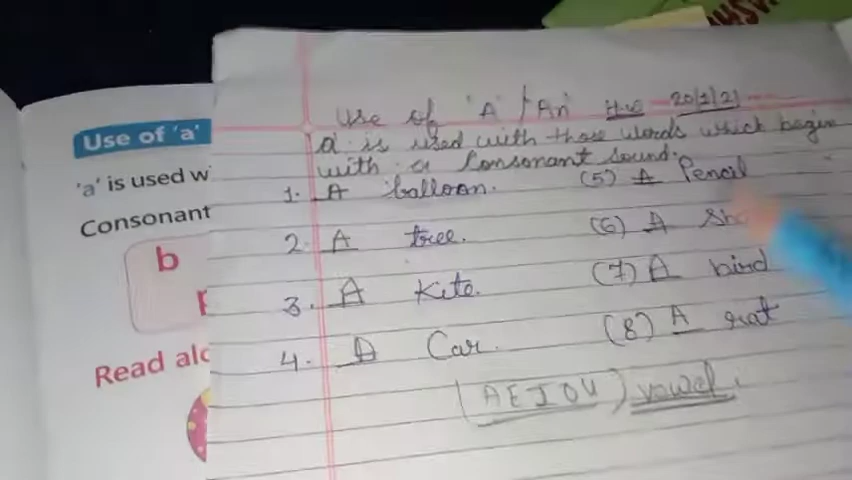 Use of 'A' / 'An' H.W 20/1/21
'a' is used with those words which begin
with a Consonant sound.
1. A balloon. (5) A Pencil
2. A tree. (6) A
3. A Kite. (7) A bird
4. A Car. (8) A rat
(AEIOU) vowel
Use of 'a'
'a' is used w
Consonant
b
Read alo